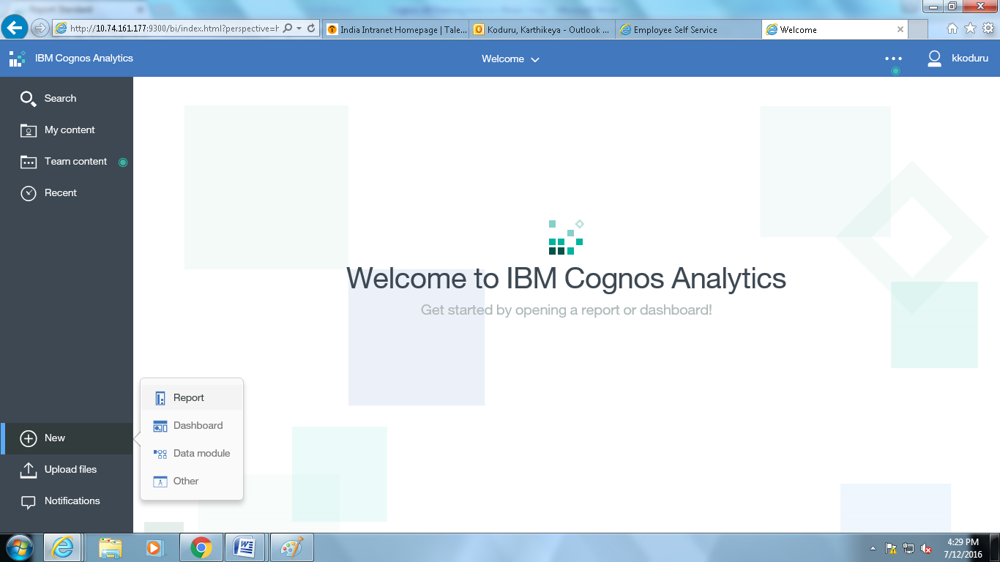 http://10.74.161.177:9300/bi/index.html?perspective=h
India Intranet Homepage | Tale...
Koduru, Karthikeya - Outlook ...
Employee Self Service
Welcome
IBM Cognos Analytics
Welcome
kkoduru
Search
My content
Team content
Recent
Welcome to IBM Cognos Analytics
Get started by opening a report or dashboard!
Report
Dashboard
Data module
Other
New
Upload files
Notifications
4:29 PM
7/12/2016